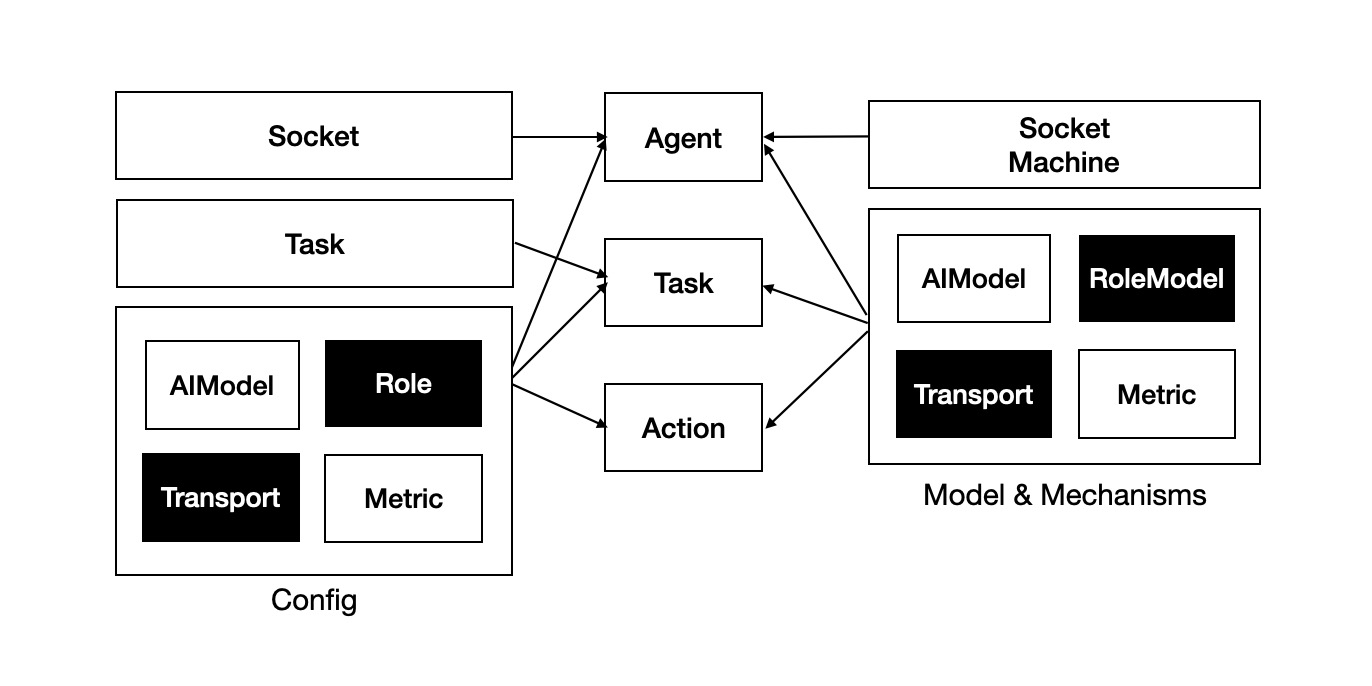 Socket
Task
AIModel
Role
Transport
Metric
Config
Agent
Task
Action
Socket
Machine
AIModel
RoleModel
Transport
Metric
Model & Mechanisms